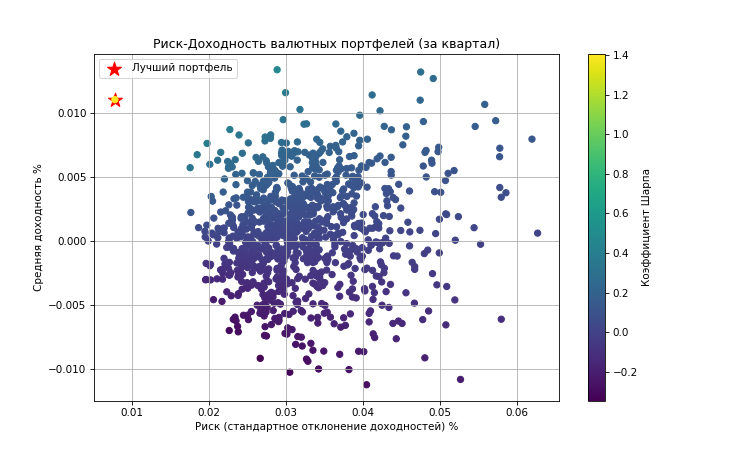 Риск-Доходность валютных портфелей (за квартал)
Лучший портфель
Средняя доходность %
0.010
0.005
0.000
−0.005
−0.010
0.01 0.02 0.03 0.04 0.05 0.06
Риск (стандартное отклонение доходностей) %
1.4
1.2
1.0
0.8
0.6
0.4
0.2
0.0
−0.2
Коэффициент Шарпа